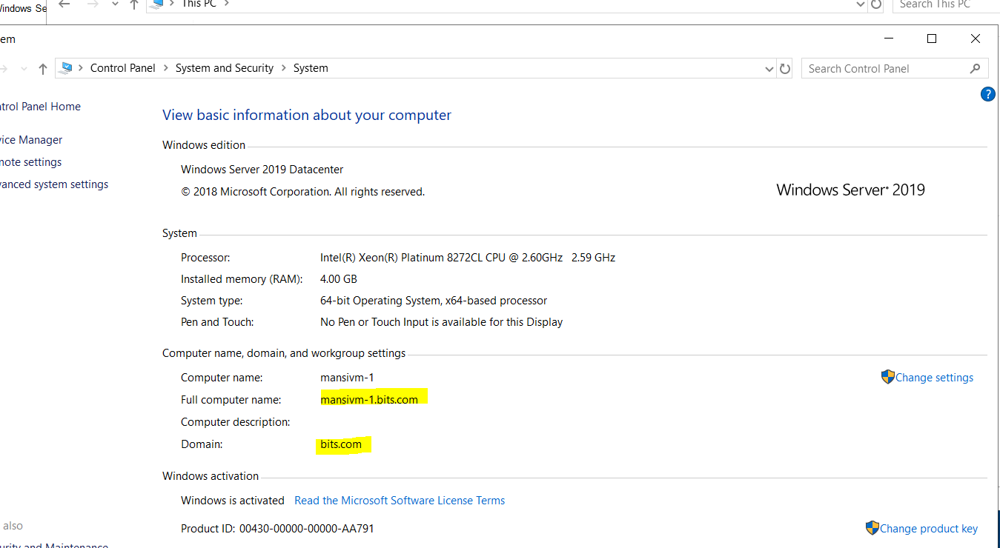 Windows Se
This PC
Search This PC
em
Control Panel > System and Security > System
Search Control Panel
ntrol Panel Home
?
View basic information about your computer
vice Manager
Windows edition
mote settings
Windows Server 2019 Datacenter
vanced system settings
© 2018 Microsoft Corporation. All rights reserved.
Windows Server® 2019
System
Processor: Intel(R) Xeon(R) Platinum 8272CL CPU @ 2.60GHz 2.59 GHz
Installed memory (RAM): 4.00 GB
System type: 64-bit Operating System, x64-based processor
Pen and Touch: No Pen or Touch Input is available for this Display
Computer name, domain, and workgroup settings
Computer name: mansivm-1
Change settings
Full computer name: mansivm-1.bits.com
Computer description:
Domain: bits.com
Windows activation
Windows is activated Read the Microsoft Software License Terms
also
Product ID: 00430-00000-00000-AA791
Change product key
urity and Maintenance